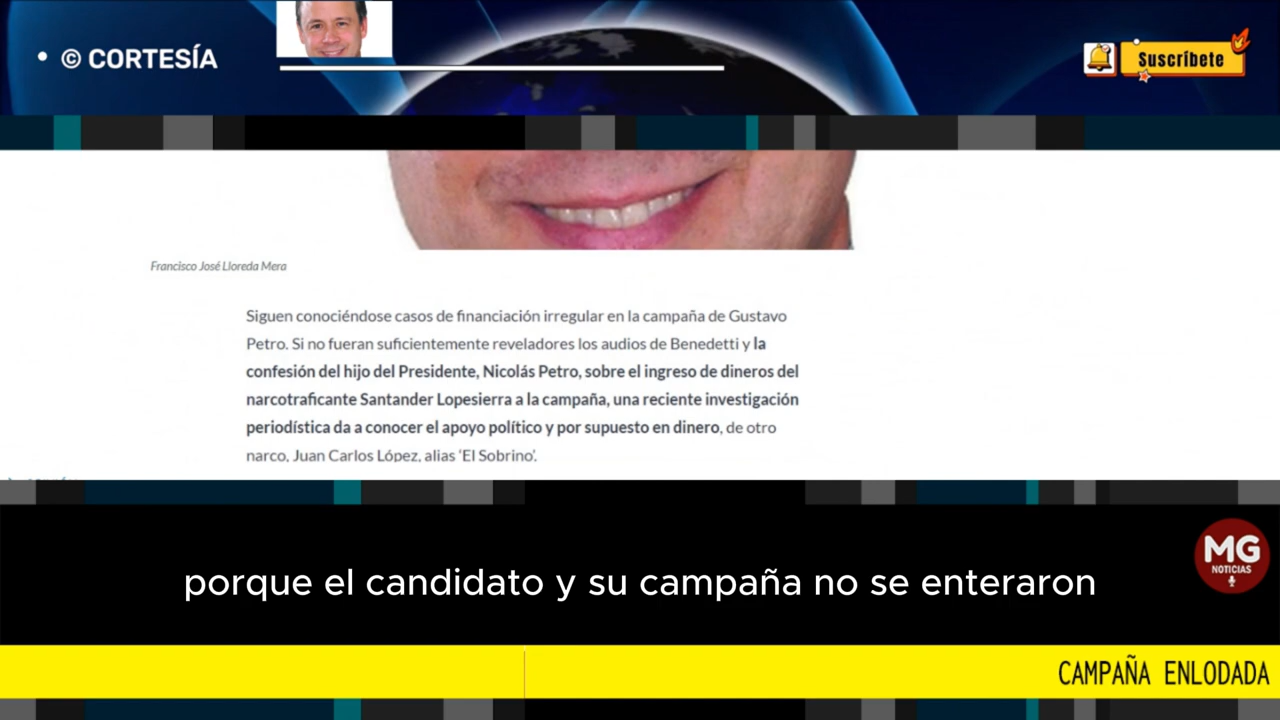 • © CORTESÍA
Suscríbete
Francisco José Lloreda Mera
Siguen conociéndose casos de financiación irregular en la campaña de Gustavo
Petro. Si no fueran suficientemente reveladores los audios de Benedetti y la
confesión del hijo del Presidente, Nicolás Petro, sobre el ingreso de dineros del
narcotraficante Santander Lopesierra a la campaña, una reciente investigación
periodística da a conocer el apoyo político y por supuesto en dinero, de otro
narco, Juan Carlos López, alias ‘El Sobrino’.
porque el candidato y su campaña no se enteraron
MG
NOTICIAS
CAMPAÑA ENLODADA